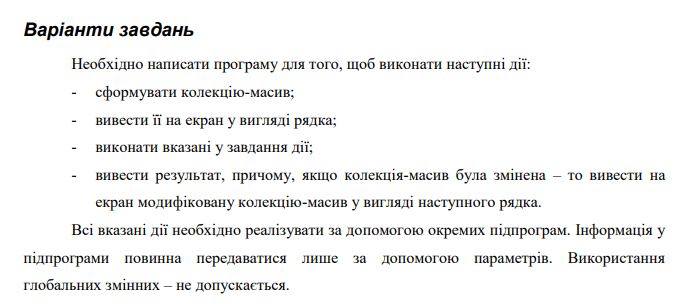 Варіанти завдань
Необхідно написати програму для того, щоб виконати наступні дії:
- сформувати колекцію-масив;
- вивести її на екран у вигляді рядка;
- виконати вказані у завдання дії;
- вивести результат, причому, якщо колекція-масив була змінена – то вивести на
екран модифіковану колекцію-масив у вигляді наступного рядка.
Всі вказані дії необхідно реалізувати за допомогою окремих підпрограм. Інформація у
підпрограми повинна передаватися лише за допомогою параметрів. Використання
глобальних змінних – не допускається.